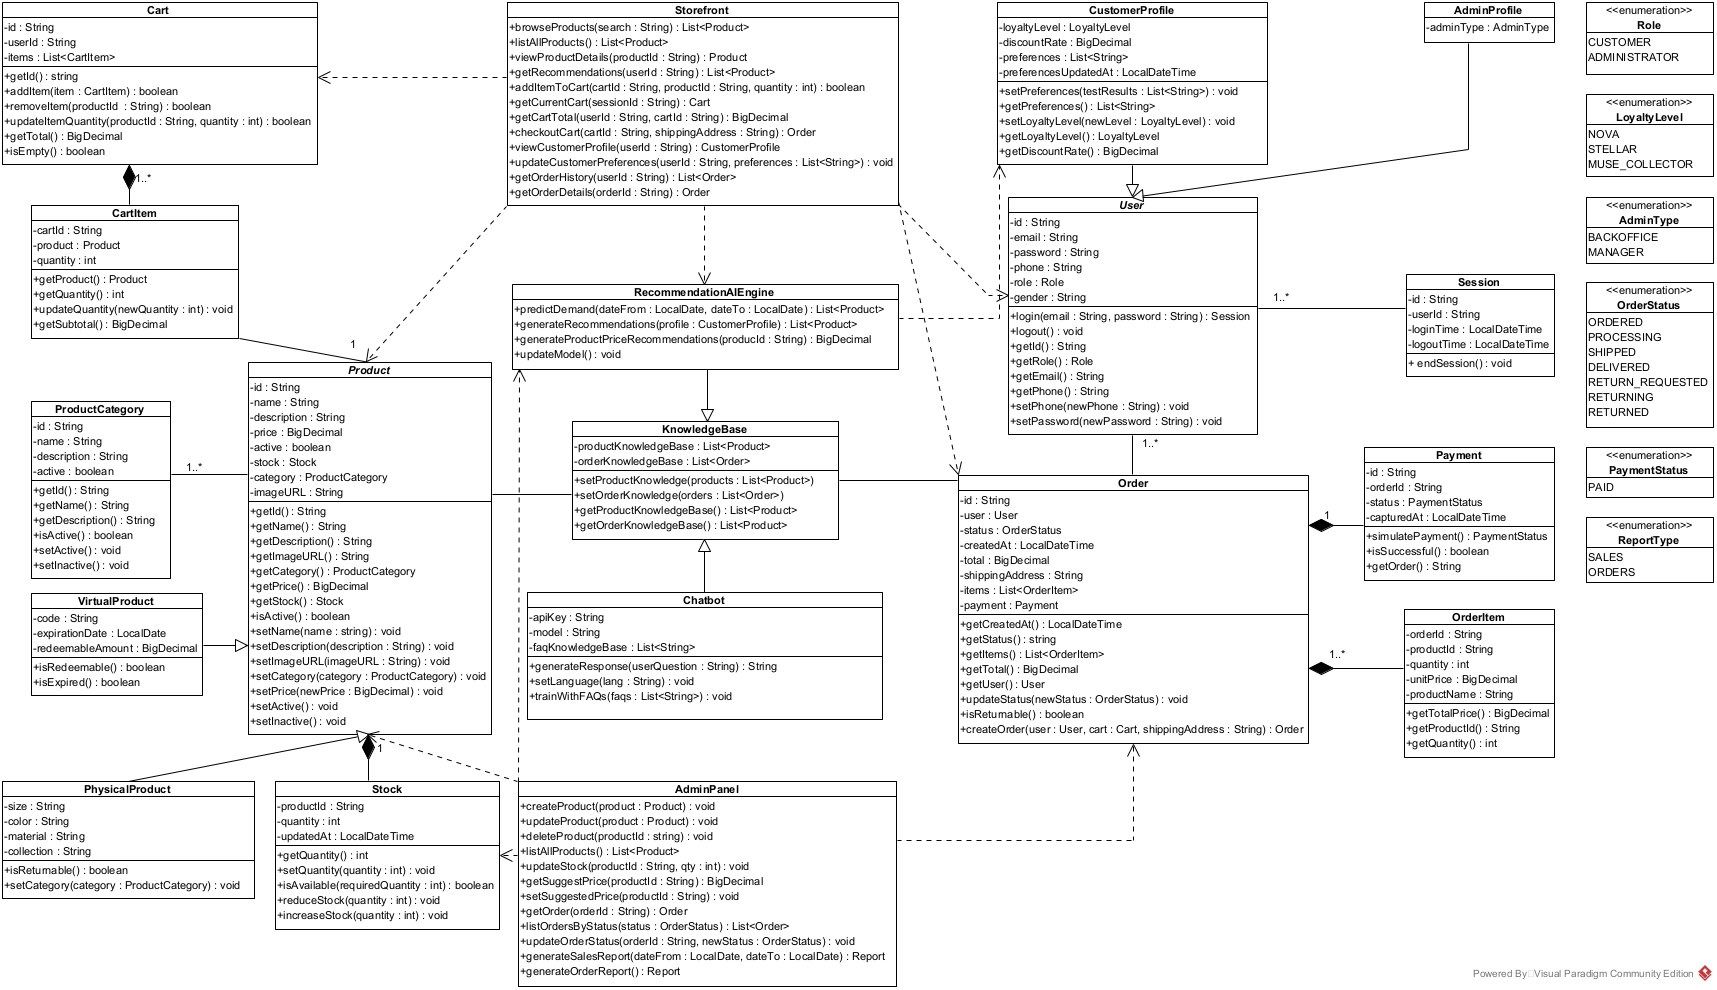 Cart
-id : String
-userId : String
-items : List<CartItem>
+getId() : string
+addItem(item : CartItem) : boolean
+removeItem(productId : String) : boolean
+updateItemQuantity(productId : String, quantity : int) : boolean
+getTotal() : BigDecimal
+isEmpty() : boolean
1..*
CartItem
-cartId : String
-product : Product
-quantity : int
+getProduct() : Product
+getQuantity() : int
+updateQuantity(newQuantity : int) : void
+getSubtotal() : BigDecimal
1
Storefront
+browseProducts(search : String) : List<Product>
+listAllProducts() : List<Product>
+viewProductDetails(productId : String) : Product
+getRecommendations(userId : String) : List<Product>
+addItemToCart(cartId : String, productId : String, quantity : int) : boolean
+getCurrentCart(sessionId : String) : Cart
+getCartTotal(userId : String, cartId : String) : BigDecimal
+checkoutCart(cartId : String, shippingAddress : String) : Order
+viewCustomerProfile(userId : String) : CustomerProfile
+updateCustomerPreferences(userId : String, preferences : List<String>) : void
+getOrderHistory(userId : String) : List<Order>
+getOrderDetails(orderId : String) : Order
CustomerProfile
-loyaltyLevel : LoyaltyLevel
-discountRate : BigDecimal
-preferences : List<String>
-preferencesUpdatedAt : LocalDateTime
+setPreferences(testResults : List<String>) : void
+getPreferences() : List<String>
+setLoyaltyLevel(newLevel : LoyaltyLevel) : void
+getLoyaltyLevel() : LoyaltyLevel
+getDiscountRate() : BigDecimal
AdminProfile
-adminType : AdminType
<<enumeration>>
Role
CUSTOMER
ADMINISTRATOR
<<enumeration>>
LoyaltyLevel
NOVA
STELLAR
MUSE_COLLECTOR
<<enumeration>>
AdminType
BACKOFFICE
MANAGER
<<enumeration>>
OrderStatus
ORDERED
PROCESSING
SHIPPED
DELIVERED
RETURN_REQUESTED
RETURNING
RETURNED
<<enumeration>>
PaymentStatus
PAID
<<enumeration>>
ReportType
SALES
ORDERS
User
-id : String
-email : String
-password : String
-phone : String
-role : Role
-gender : String
+login(email : String, password : String) : Session
+logout() : void
+getId() : String
+getRole() : Role
+getEmail() : String
+getPhone() : String
+setPhone(newPhone : String) : void
+setPassword(newPassword : String) : void
1..*
1..*
Session
-id : String
-userId : String
-loginTime : LocalDateTime
-logoutTime : LocalDateTime
+ endSession() : void
RecommendationAIEngine
+predictDemand(dateFrom : LocalDate, dateTo : LocalDate) : List<Product>
+generateRecommendations(profile : CustomerProfile) : List<Product>
+generateProductPriceRecommendations(producId : String) : BigDecimal
+updateModel() : void
KnowledgeBase
-productKnowledgeBase : List<Product>
-orderKnowledgeBase : List<Order>
+setProductKnowledge(products : List<Product>)
+setOrderKnowledge(orders : List<Order>)
+getProductKnowledgeBase() : List<Product>
+getOrderKnowledgeBase() : List<Product>
Chatbot
-apiKey : String
-model : String
-faqKnowledgeBase : List<String>
+generateResponse(userQuestion : String) : String
+setLanguage(lang : String) : void
+trainWithFAQs(faqs : List<String>) : void
Product
-id : String
-name : String
-description : String
-price : BigDecimal
-active : boolean
-stock : Stock
-category : ProductCategory
-imageURL : String
+getId() : String
+getName() : String
+getDescription() : String
+getImageURL() : String
+getCategory() : ProductCategory
+getPrice() : BigDecimal
+getStock() : Stock
+isActive() : boolean
+setName(name : string) : void
+setDescription(description : String) : void
+setImageURL(imageURL : String) : void
+setCategory(category : ProductCategory) : void
+setPrice(newPrice : BigDecimal) : void
+setActive() : void
+setInactive() : void
1
ProductCategory
-id : String
-name : String
-description : String
-active : boolean
+getId() : String
+getName() : String
+getDescription() : String
+isActive() : boolean
+setActive() : void
+setInactive() : void
1..*
VirtualProduct
-code : String
-expirationDate : LocalDate
-redeemableAmount : BigDecimal
+isRedeemable() : boolean
+isExpired() : boolean
PhysicalProduct
-size : String
-color : String
-material : String
-collection : String
+isReturnable() : boolean
+setCategory(category : ProductCategory) : void
Stock
-productId : String
-quantity : int
-updatedAt : LocalDateTime
+getQuantity() : int
+setQuantity(quantity : int) : void
+isAvailable(requiredQuantity : int) : boolean
+reduceStock(quantity : int) : void
+increaseStock(quantity : int) : void
AdminPanel
+createProduct(product : Product) : void
+updateProduct(product : Product) : void
+deleteProduct(productId : string) : void
+listAllProducts() : List<Product>
+updateStock(productId : String, qty : int) : void
+getSuggestPrice(productId : String) : BigDecimal
+setSuggestedPrice(productId : String) : void
+getOrder(orderId : String) : Order
+listOrdersByStatus(status : OrderStatus) : List<Order>
+updateOrderStatus(orderId : String, newStatus : OrderStatus) : void
+generateSalesReport(dateFrom : LocalDate, dateTo : LocalDate) : Report
+generateOrderReport() : Report
Order
-id : String
-user : User
-status : OrderStatus
-createdAt : LocalDateTime
-total : BigDecimal
-shippingAddress : String
-items : List<OrderItem>
-payment : Payment
+getCreatedAt() : LocalDateTime
+getStatus() : string
+getItems() : List<OrderItem>
+getTotal() : BigDecimal
+getUser() : User
+updateStatus(newStatus : OrderStatus) : void
+isReturnable() : boolean
+createOrder(user : User, cart : Cart, shippingAddress : String) : Order
1
1..*
Payment
-id : String
-orderId : String
-status : PaymentStatus
-capturedAt : LocalDateTime
+simulatePayment() : PaymentStatus
+isSuccessful() : boolean
+getOrder() : String
OrderItem
-orderId : String
-productId : String
-quantity : int
-unitPrice : BigDecimal
-productName : String
+getTotalPrice() : BigDecimal
+getProductId() : String
+getQuantity() : int
Powered By Visual Paradigm Community Edition